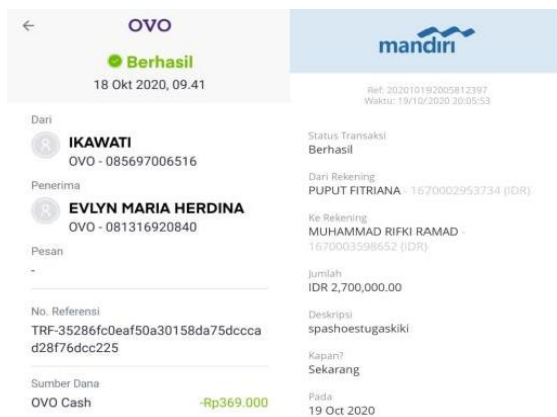 OVO
Berhasil
18 Okt 2020, 09.41
Dari
IKAWATI
OVO - 085697006516
Penerima
EVLYN MARIA HERDINA
OVO - 081316920840
Pesan
-
No. Referensi
TRF-35286fc0eaf50a30158da75dccca
d28f76dcc225
Sumber Dana
OVO Cash -Rp369.000
mandırı
Ref: 202010192005812397
Waktu: 19/10/2020 20:05:53
Status Transaksi
Berhasil
Dari Rekening
PUPUT FITRIANA - 1670002953734 (IDR)
Ke Rekening
MUHAMMAD RIFKI RAMAD -
1670003598652 (IDR)
Jumlah
IDR 2,700,000.00
Deskripsi
spashoestugaskiki
Kapan?
Sekarang
Pada
19 Oct 2020